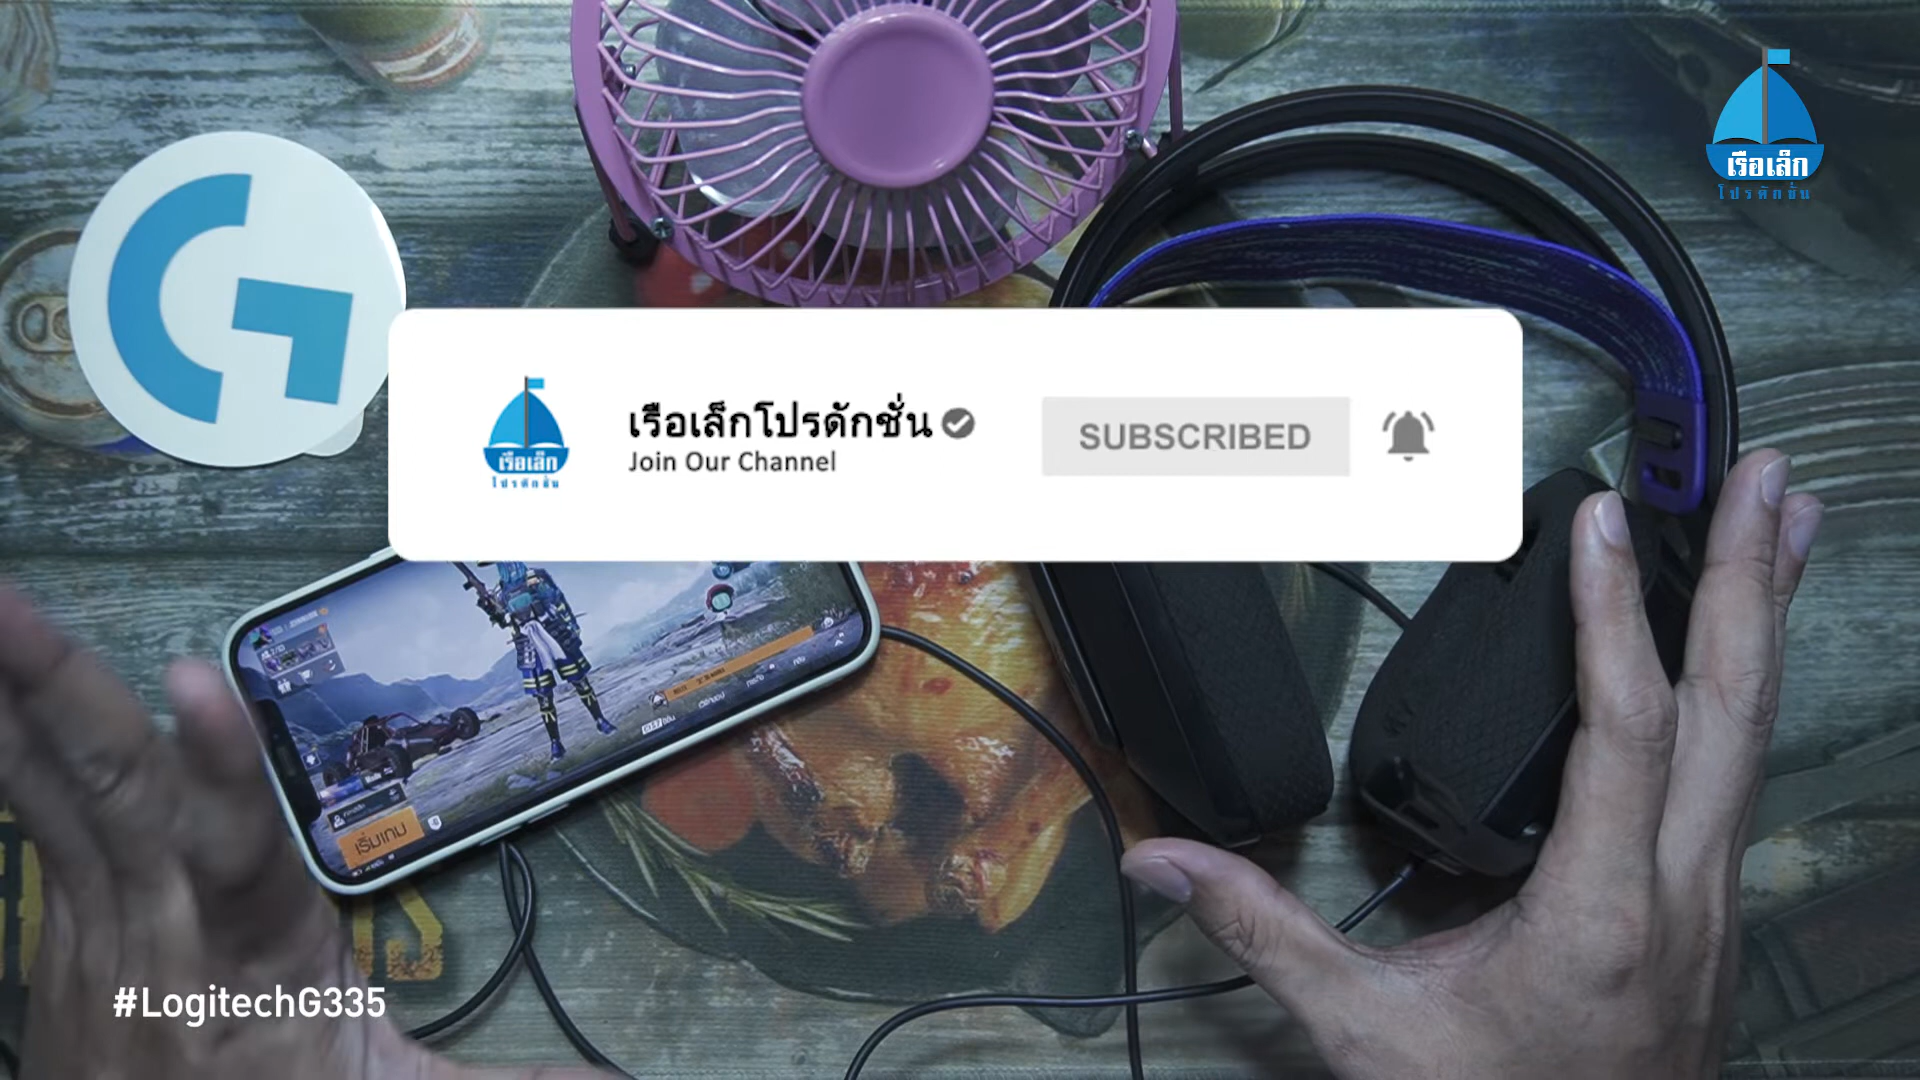 เรือเล็ก
โปรดักชั่น
เรือเล็กโปรดักชั่น
Join Our Channel
SUBSCRIBED
เรือเล็ก
โปรดักชั่น
Mode
เริ่มเกม
#LogitechG335